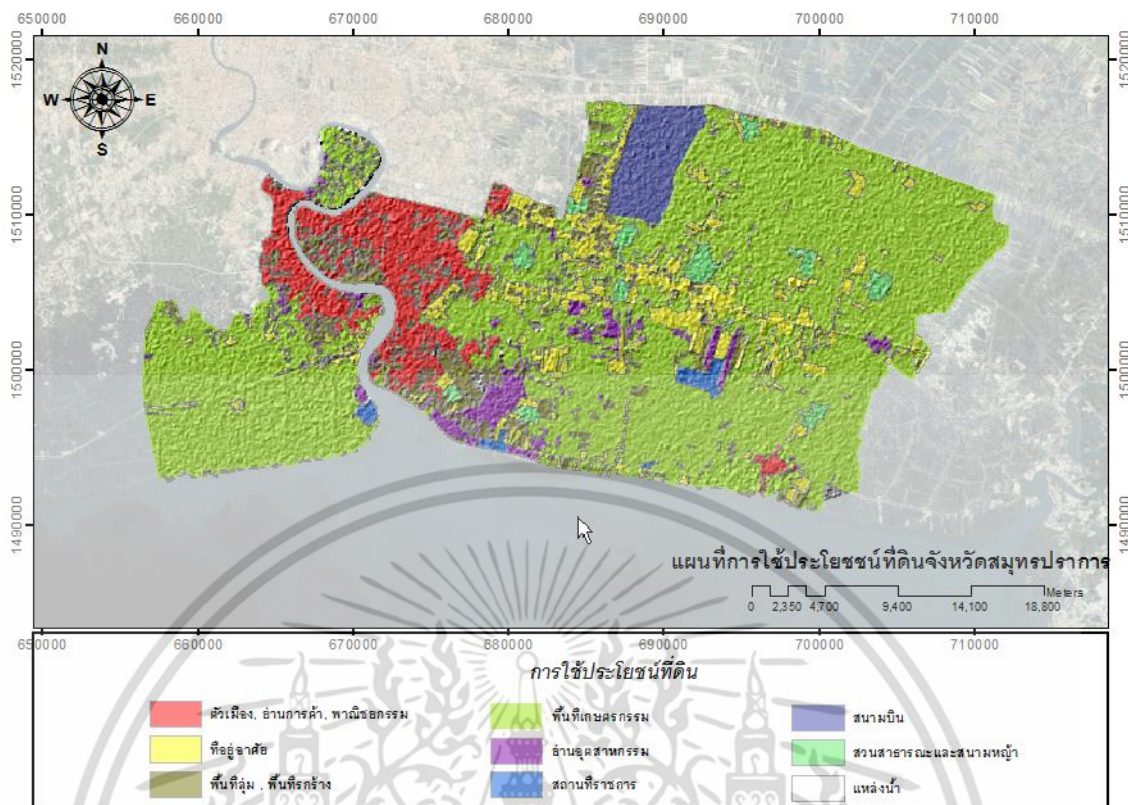 650000 660000 670000 680000 690000 700000 710000
1520000 1520000
N
W E
S
1510000 1510000
1500000 1500000
1490000 1490000
แผนที่การใช้ประโยชชน์ที่ดินจังหวัดสมุทรปราการ
Meters
0 2,350 4,700 9,400 14,100 18,800
650000 660000 670000 680000 690000 700000 710000
การใช้ประโยชน์ที่ดิน
ตัวเมือง, ย่านการค้า, พาณิชยกรรม พื้นที่เกษตรกรรม สนามบิน
ที่อยู่อาศัย ย่านอุตสาหกรรม สวนสาธารณะและสนามหญ้า
พื้นที่ลุ่ม , พื้นที่รกร้าง สถานที่ราชการ แหล่งน้ำ